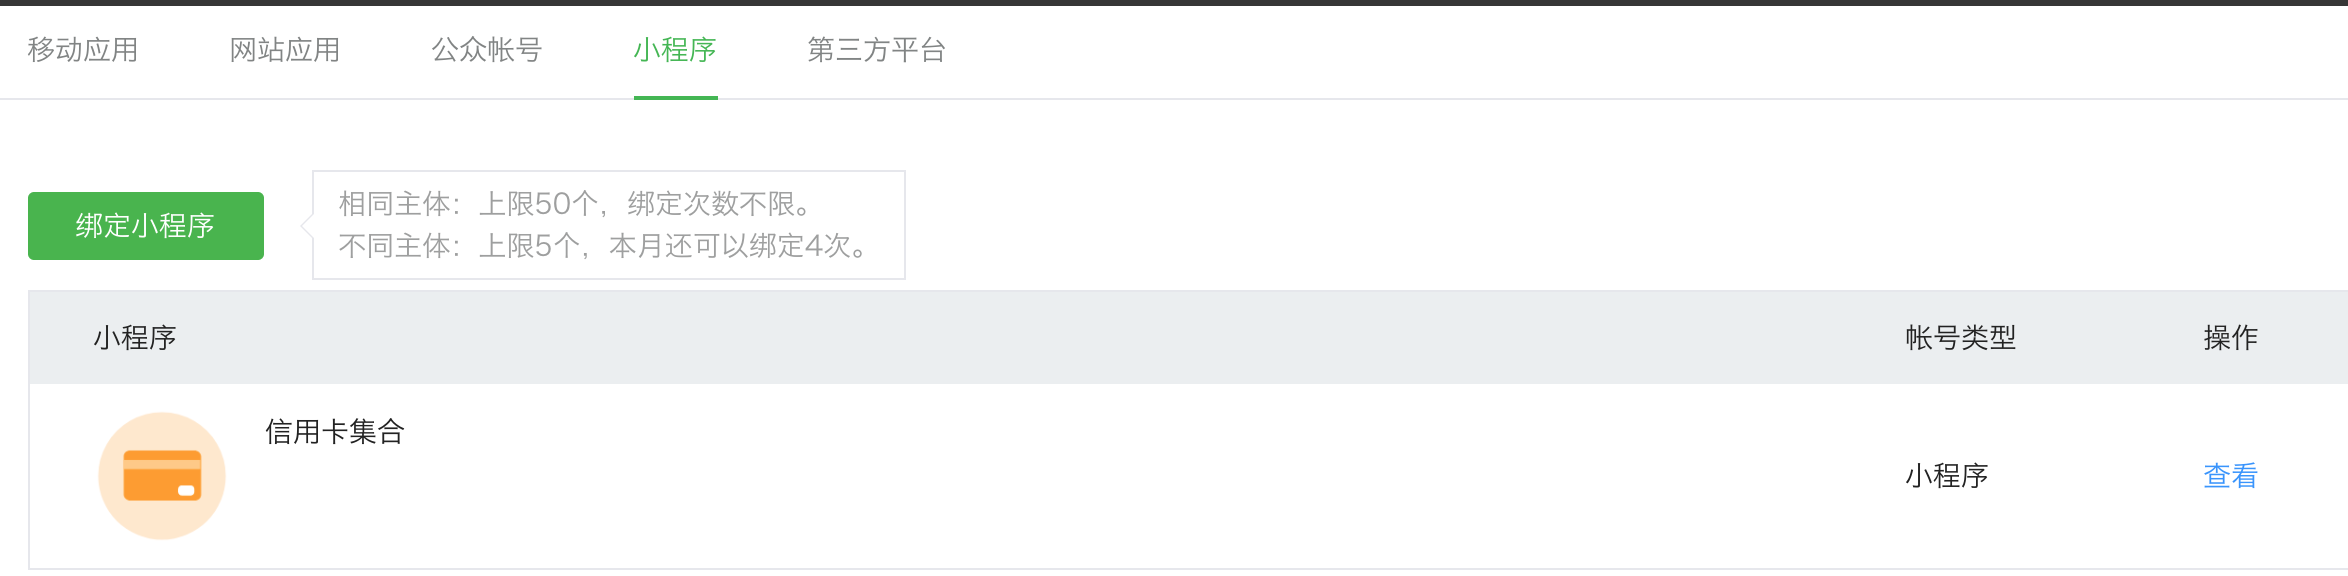 移动应用 网站应用 公众帐号 小程序 第三方平台
绑定小程序
相同主体：上限50个，绑定次数不限。
不同主体：上限5个，本月还可以绑定4次。
小程序 帐号类型 操作
信用卡集合
小程序 查看